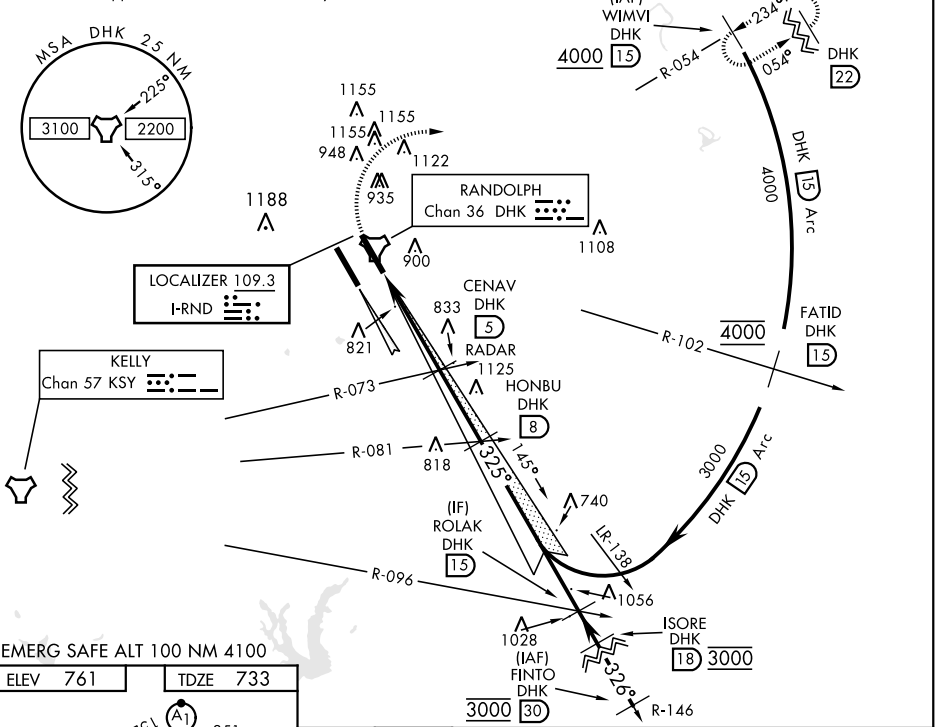 (IAF)
WIMVI
DHK
4000 15
R-054
234°
054°
DHK
22
MSA DHK 25 NM
225°
3100
2200
315°
1155
1155
1155
948
1122
935
1188
RANDOLPH
Chan 36 DHK
900
1108
DHK 15 Arc
4000
LOCALIZER 109.3
I-RND
CENAV
DHK
5
RADAR
833
821
1125
4000
FATID
DHK
15
R-102
KELLY
Chan 57 KSY
R-073
HONBU
DHK
8
R-081
818
325°
145°
3000
DHK 15 Arc
740
(IF)
ROLAK
DHK
15
LR-138
R-096
1056
1028
ISORE
DHK
18 3000
(IAF)
FINTO
DHK
3000 30
326°
R-146
EMERG SAFE ALT 100 NM 4100
ELEV 761
TDZE 733
A1